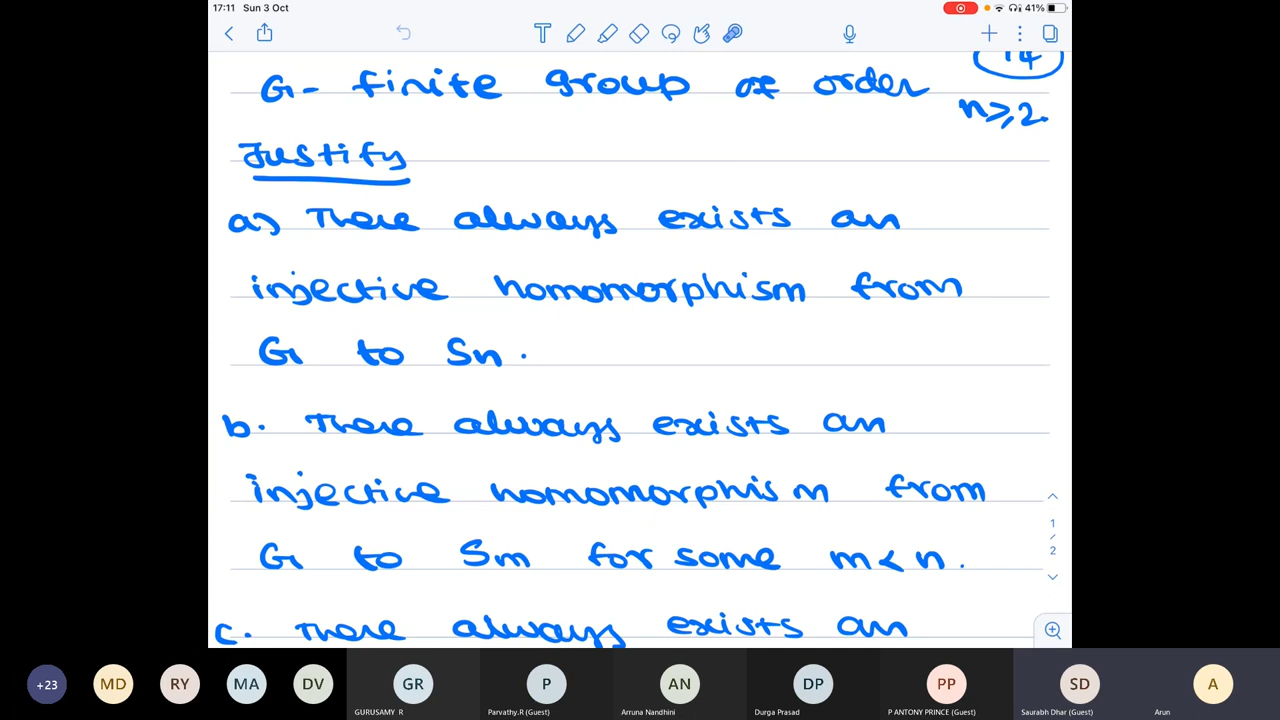 17:11 Sun 3 Oct
41%
G - finite group of order
n≥2.
Justify
a) There always exists an
injective homomorphism from
G to Sn.
b. There always exists an
injective homomorphism from
G to Sm for some m<n.
1
/
2
c. There always exists an
+23
MD
RY
MA
DV
GR
P
AN
DP
PP
SD
A
GURUSAMY R
Parvathy.R (Guest)
Arruna Nandhini
Durga Prasad
P ANTONY PRINCE (Guest)
Saurabh Dhar (Guest)
Arun